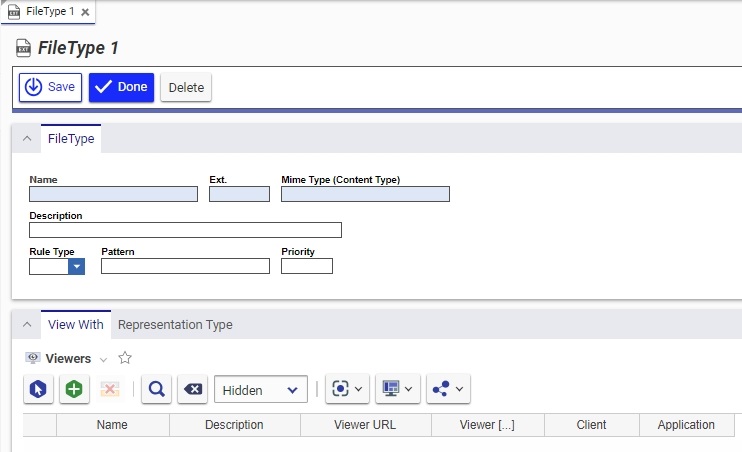 FileType 1
FileType 1
Save Done Delete
FileType
Name Ext. Mime Type (Content Type)
Description
Rule Type Pattern Priority
View With Representation Type
Viewers
Hidden
Name Description Viewer URL Viewer [...] Client Application